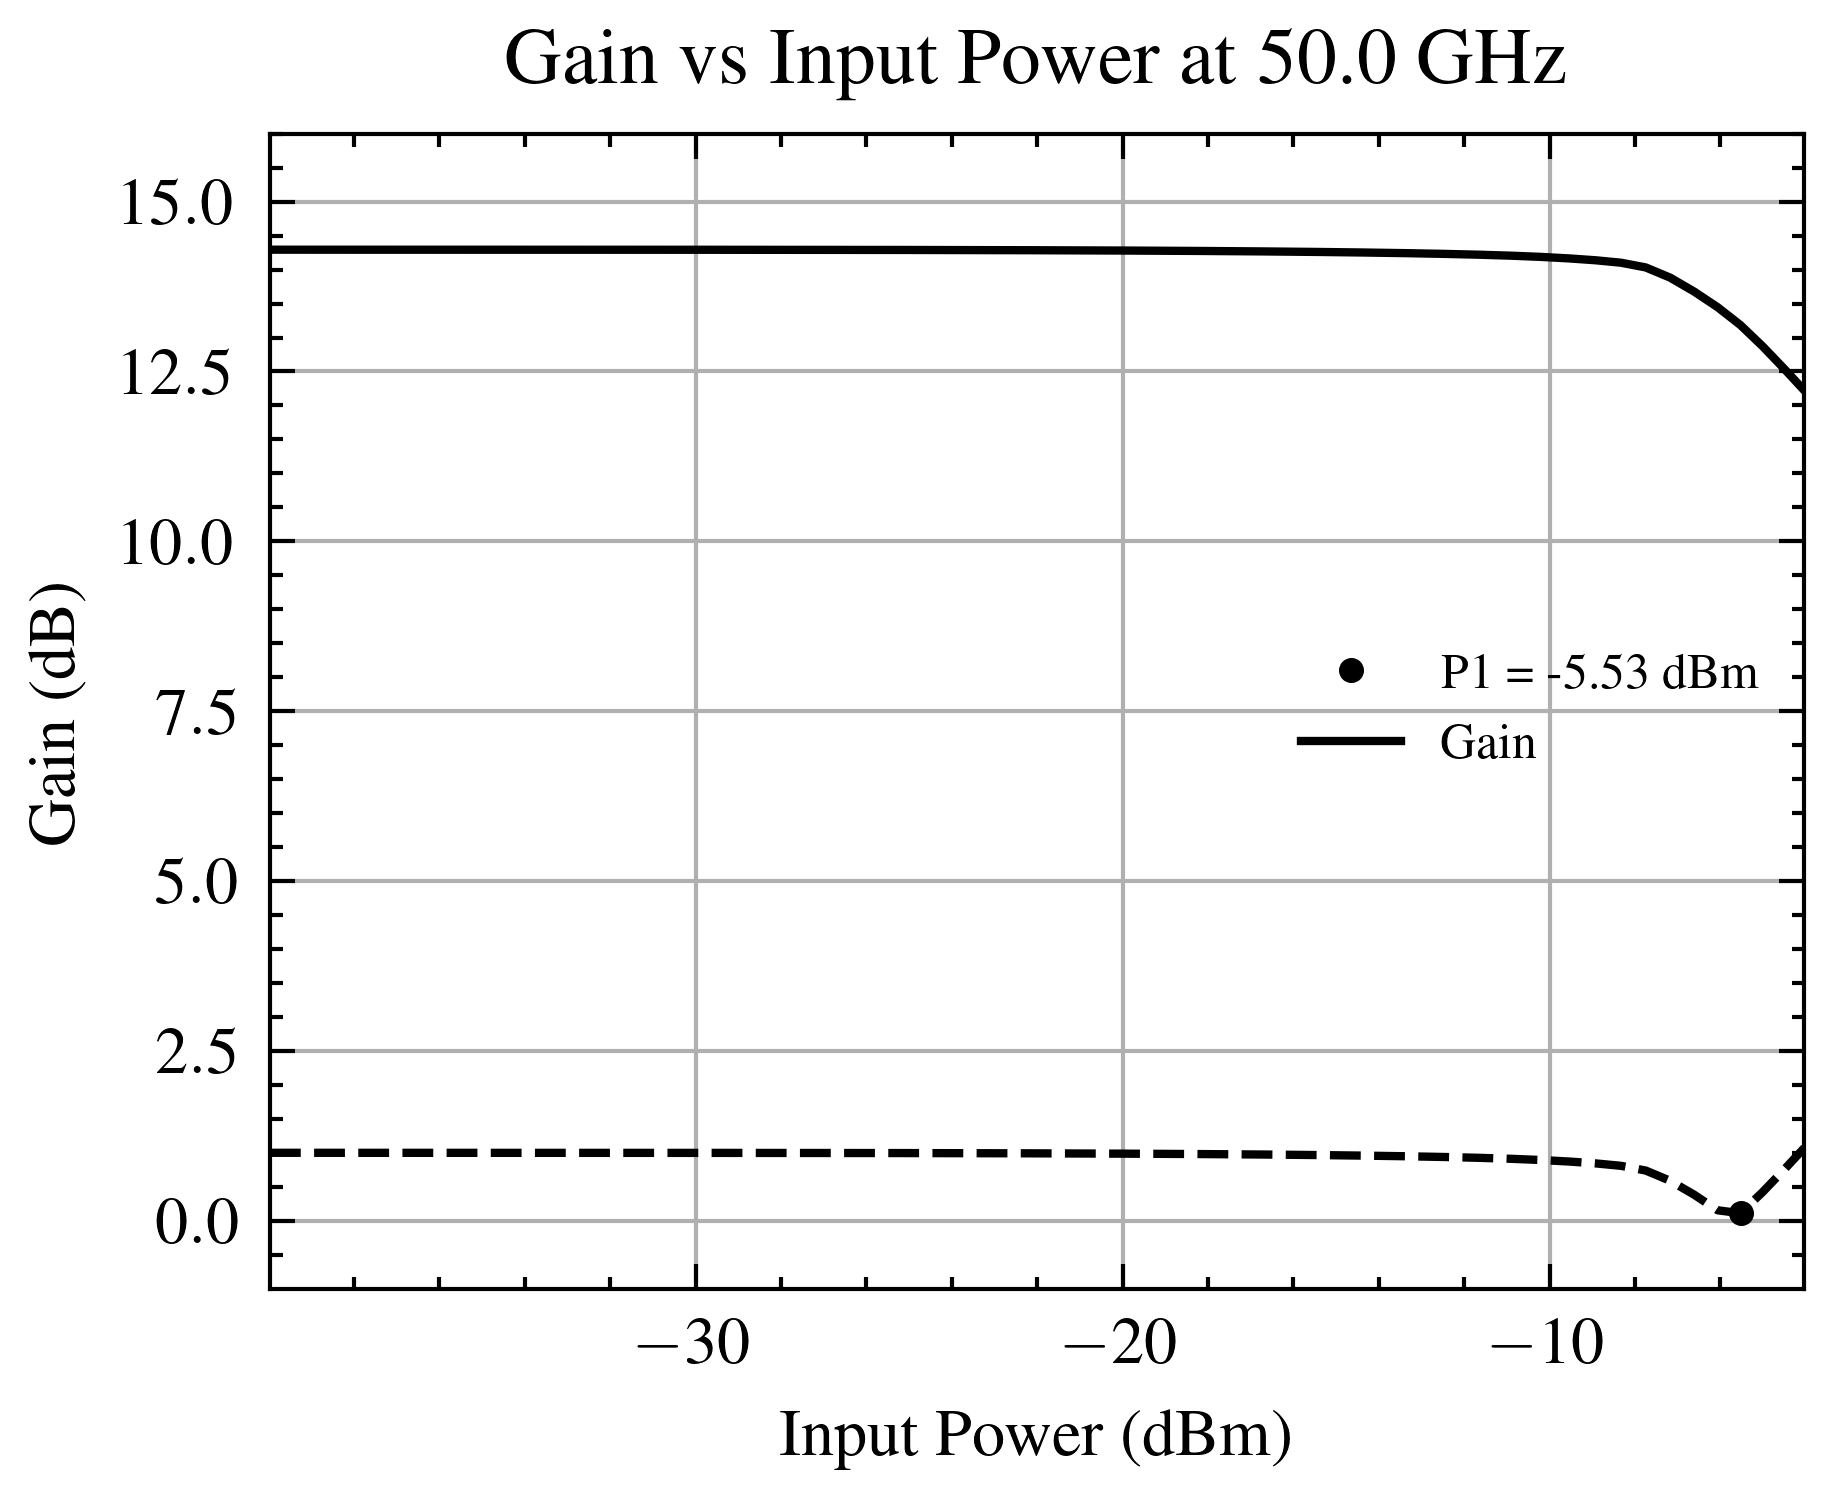 Gain vs Input Power at 50.0 GHz
15.0
12.5
10.0
7.5
5.0
2.5
0.0
Gain (dB)
P1 = -5.53 dBm
Gain
−30
−20
−10
Input Power (dBm)